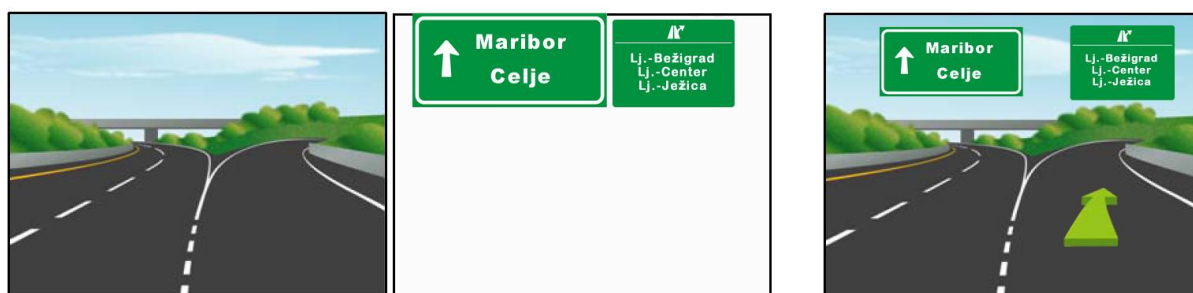 Maribor
Celje
Lj.-Bežigrad
Lj.-Center
Lj.-Ježica
Maribor
Celje
Lj.-Bežigrad
Lj.-Center
Lj.-Ježica